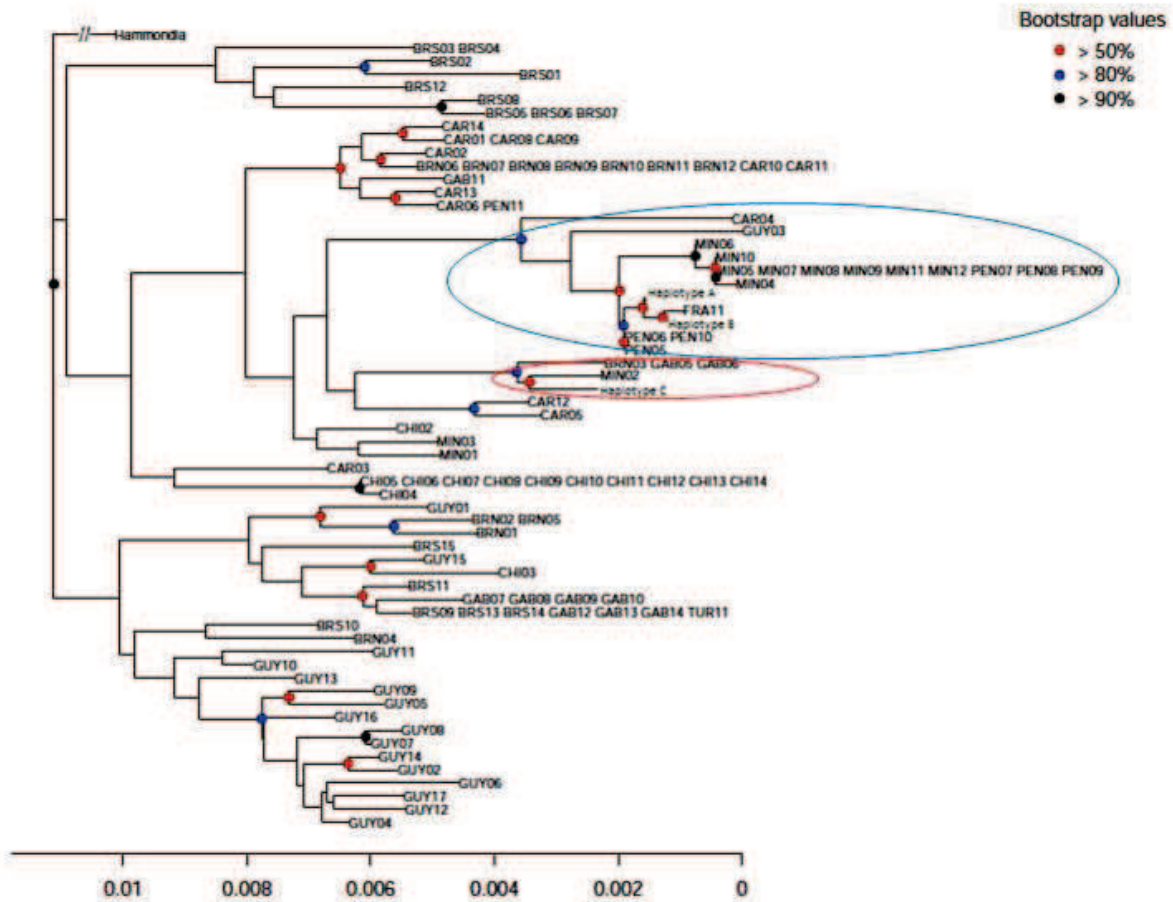 Hammondia
Bootstrap values
> 50%
> 80%
> 90%
BRS03 BRS04
BRS02
BRS01
BRS12
BRS08
BRS05 BRS06 BRS07
CAR14
CAR01 CAR08 CAR09
CAR02
BRN06 BRN07 BRN08 BRN09 BRN10 BRN11 BRN12 CAR10 CAR11
GAB11
CAR13
CAR06 PEN11
CAR04
GUY03
MIN06
MIN10
MIN05 MIN07 MIN08 MIN09 MIN11 MIN12 PEN07 PEN08 PEN09
MIN04
Haplotype A
FRA11
Haplotype B
PEN06 PEN10
PEN05
BRN03 GAB05 GAB06
MIN02
Haplotype C
CAR12
CAR05
CHI02
MIN03
MIN01
CAR03
CHI05 CHI06 CHI07 CHI08 CHI09 CHI10 CHI11 CHI12 CHI13 CHI14
CHI04
GUY01
BRN02 BRN05
BRN01
BRS15
GUY15
CHI03
BRS11
GAB07 GAB08 GAB09 GAB10
BRS09 BRS13 BRS14 GAB12 GAB13 GAB14 TUR11
BRS10
BRN04
GUY11
GUY10
GUY13
GUY09
GUY05
GUY16
GUY08
GUY07
GUY14
GUY02
GUY06
GUY17
GUY12
GUY04
0.01 0.008 0.006 0.004 0.002 0